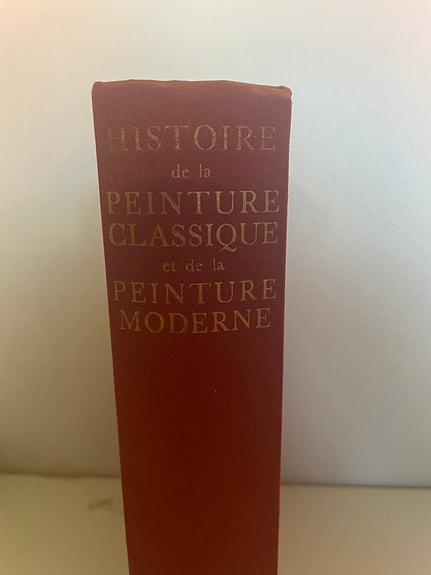 HISTOIRE
de la
PEINTURE
CLASSIQUE
et de la
PEINTURE
MODERNE